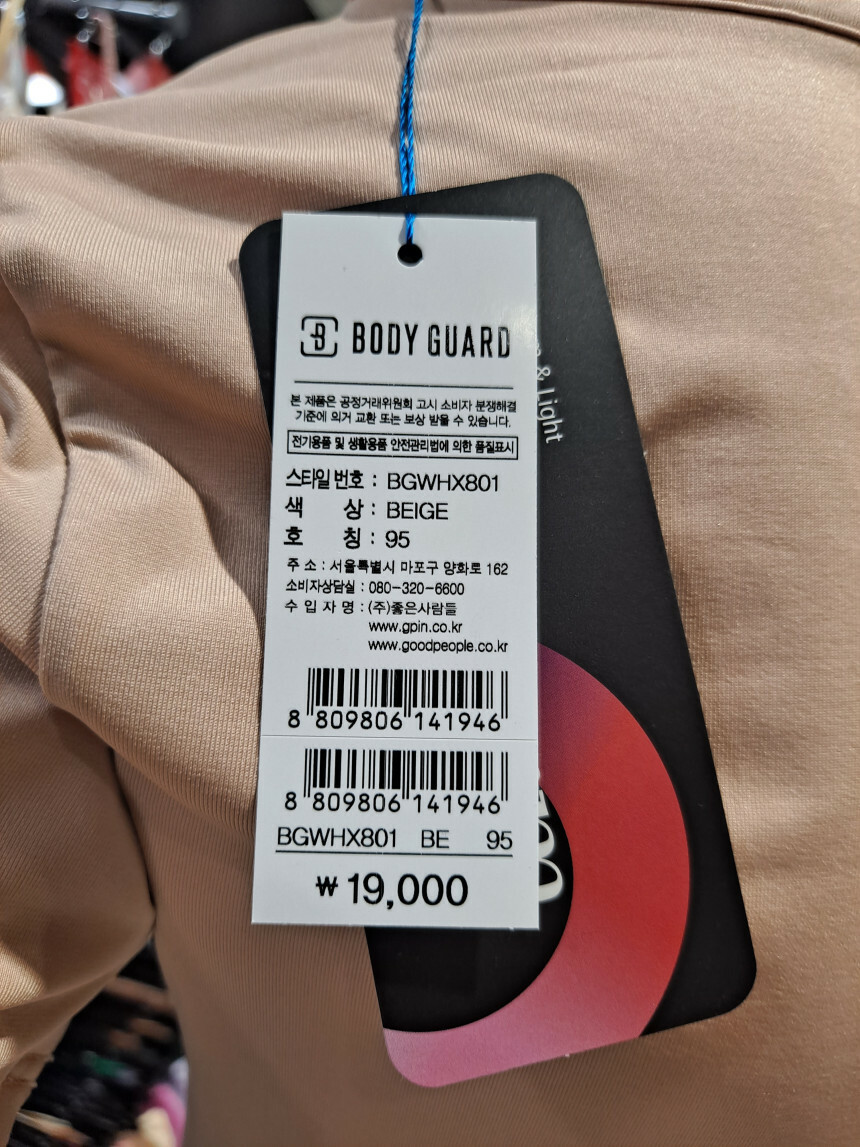 BODY GUARD
본 제품은 공정거래위원회 고시 소비자 분쟁해결
기준에 의거 교환 또는 보상 받을 수 있습니다.
전기용품 및 생활용품 안전관리법에 의한 품질표시
스타일 번호 : BGWHX801
색 상 : BEIGE
호 칭 : 95
주 소 : 서울특별시 마포구 양화로 162
소비자상담실 : 080-320-6600
수 입 자 명 : (주)좋은사람들
www.gpin.co.kr
www.goodpeople.co.kr
8 809806 141946
8 809806 141946
BGWHX801 BE 95
₩ 19,000
& Light